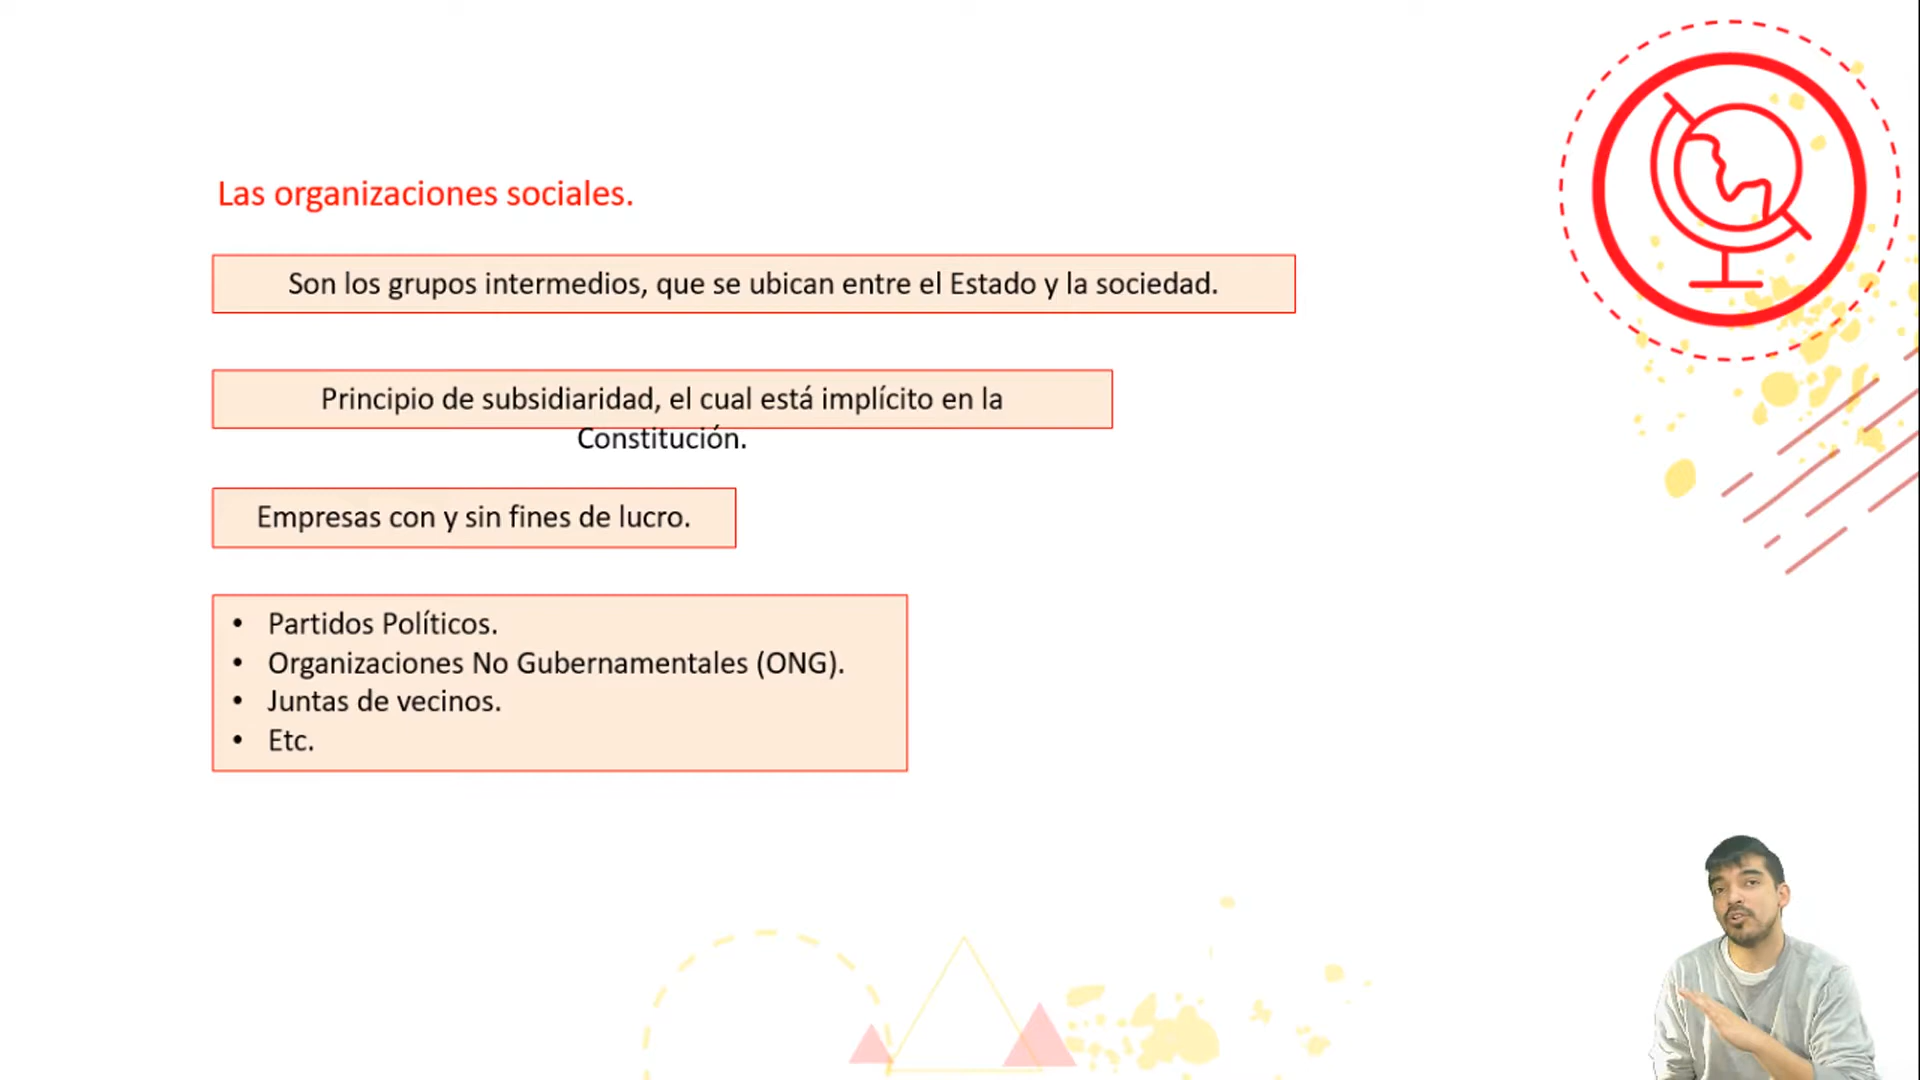 Las organizaciones sociales.
Son los grupos intermedios, que se ubican entre el Estado y la sociedad.
Principio de subsidiaridad, el cual está implícito en la
Constitución.
Empresas con y sin fines de lucro.
• Partidos Políticos.
• Organizaciones No Gubernamentales (ONG).
• Juntas de vecinos.
• Etc.